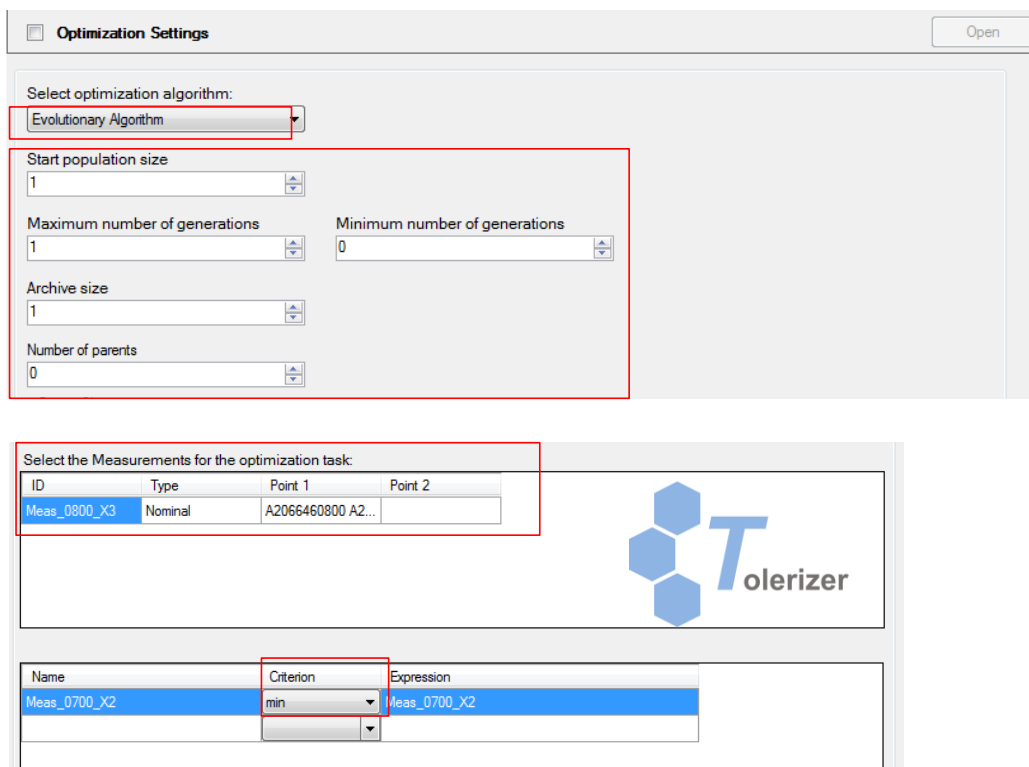 Optimization Settings
Open
Select optimization algorithm:
Evolutionary Algorithm
Start population size
1
Maximum number of generations Minimum number of generations
1 0
Archive size
1
Number of parents
0
Select the Measurements for the optimization task:
ID Type Point 1 Point 2
Meas_0800_X3 Nominal A2066460800 A2...
Tolerizer
Name Criterion Expression
Meas_0700_X2 min Meas_0700_X2